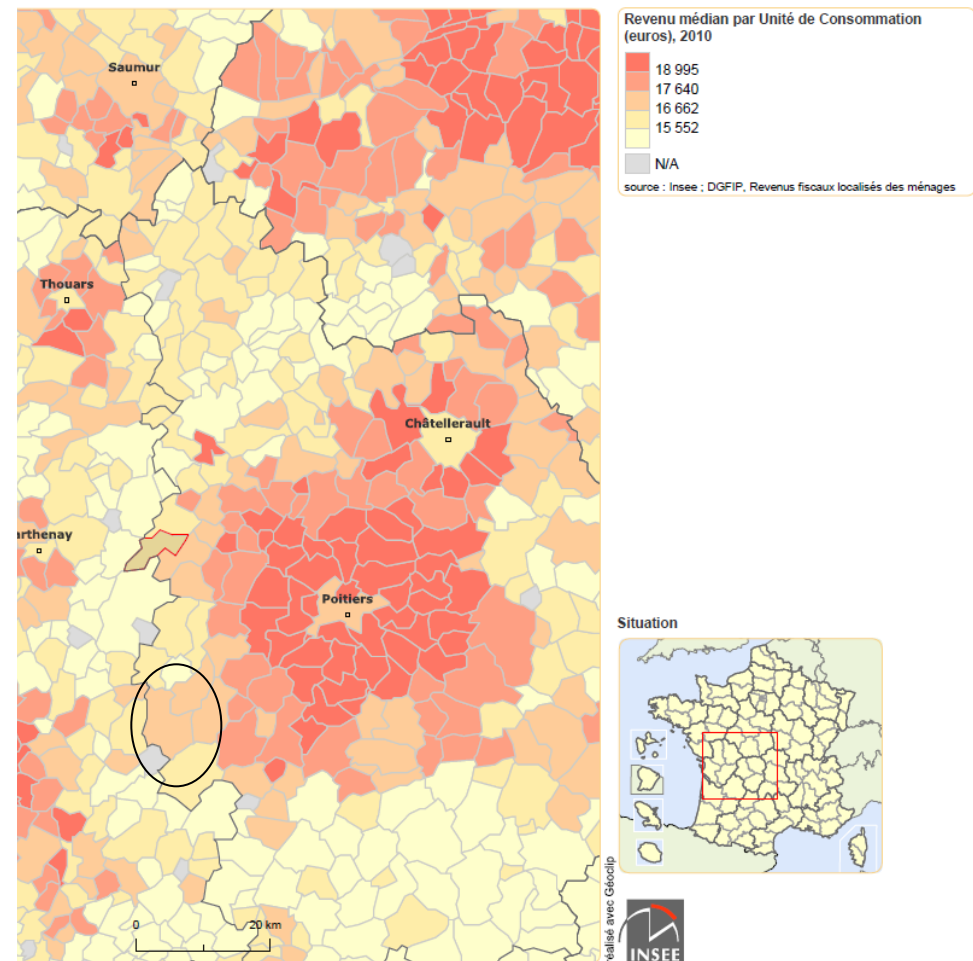 Saumur
Thouars
Châtellerault
arthenay
Poitiers
0 20 km
Revenu médian par Unité de Consommation
(euros), 2010
18 995
17 640
16 662
15 552
N/A
source : Insee ; DGFIP, Revenus fiscaux localisés des ménages
Situation
réalisé avec Géoclip
INSEE